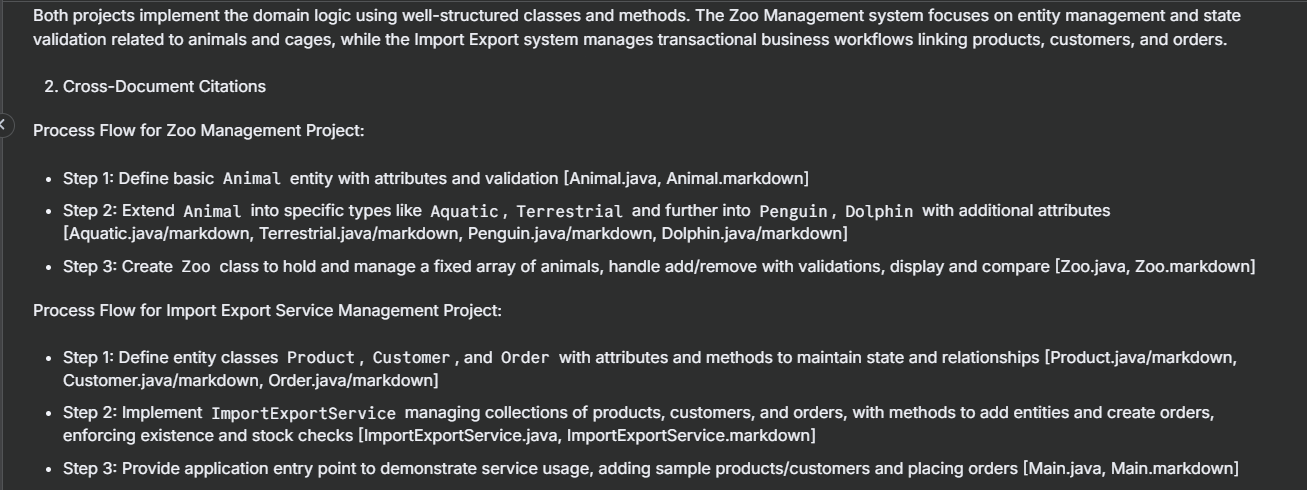 Both projects implement the domain logic using well-structured classes and methods. The Zoo Management system focuses on entity management and state
validation related to animals and cages, while the Import Export system manages transactional business workflows linking products, customers, and orders.
2. Cross-Document Citations
Process Flow for Zoo Management Project:
• Step 1: Define basic Animal entity with attributes and validation [Animal.java, Animal.markdown]
• Step 2: Extend Animal into specific types like Aquatic, Terrestrial and further into Penguin, Dolphin with additional attributes
[Aquatic.java/markdown, Terrestrial.java/markdown, Penguin.java/markdown, Dolphin.java/markdown]
• Step 3: Create Zoo class to hold and manage a fixed array of animals, handle add/remove with validations, display and compare [Zoo.java, Zoo.markdown]
Process Flow for Import Export Service Management Project:
• Step 1: Define entity classes Product, Customer, and Order with attributes and methods to maintain state and relationships [Product.java/markdown,
Customer.java/markdown, Order.java/markdown]
• Step 2: Implement ImportExportService managing collections of products, customers, and orders, with methods to add entities and create orders,
enforcing existence and stock checks [ImportExportService.java, ImportExportService.markdown]
• Step 3: Provide application entry point to demonstrate service usage, adding sample products/customers and placing orders [Main.java, Main.markdown]